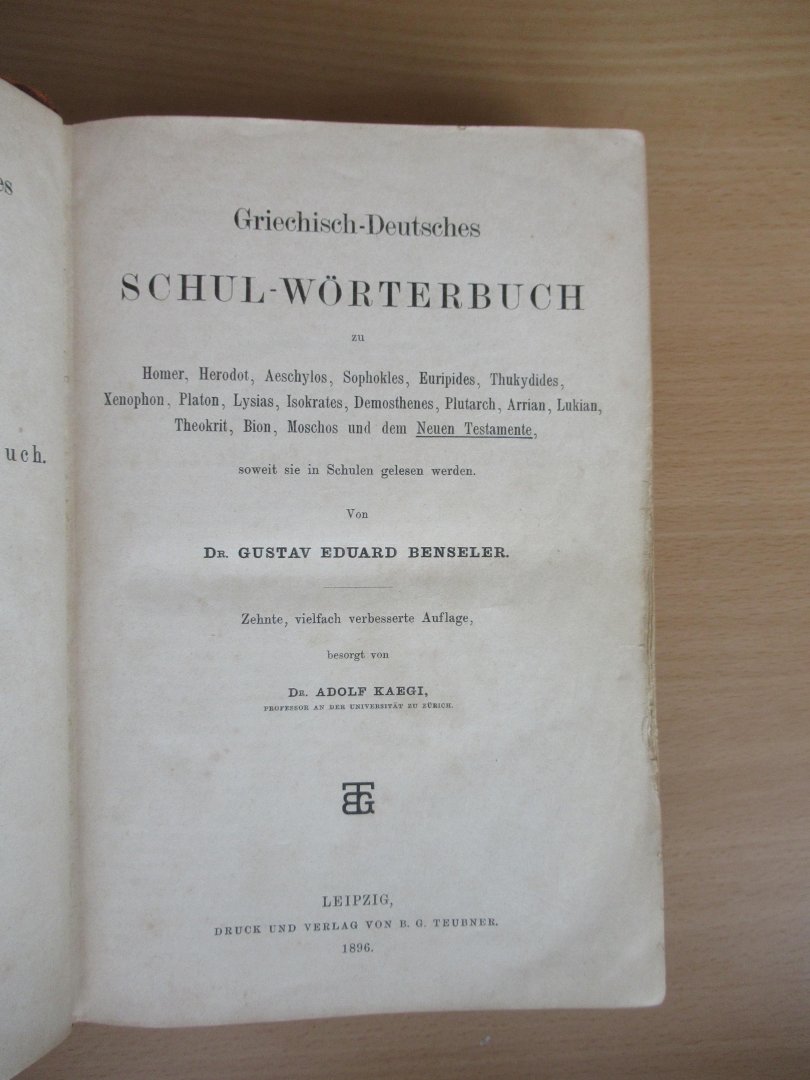 es
uch.
Griechisch-Deutsches
SCHUL-WÖRTERBUCH
zu
Homer, Herodot, Aeschylos, Sophokles, Euripides, Thukydides,
Xenophon, Platon, Lysias, Isokrates, Demosthenes, Plutarch, Arrian, Lukian,
Theokrit, Bion, Moschos und dem Neuen Testamente,
soweit sie in Schulen gelesen werden.
Von
DR. GUSTAV EDUARD BENSELER.
Zehnte, vielfach verbesserte Auflage,
besorgt von
DR. ADOLF KAEGI,
PROFESSOR AN DER UNIVERSITÄT ZU ZÜRICH.
BTG
LEIPZIG,
DRUCK UND VERLAG VON B. G. TEUBNER.
1896.